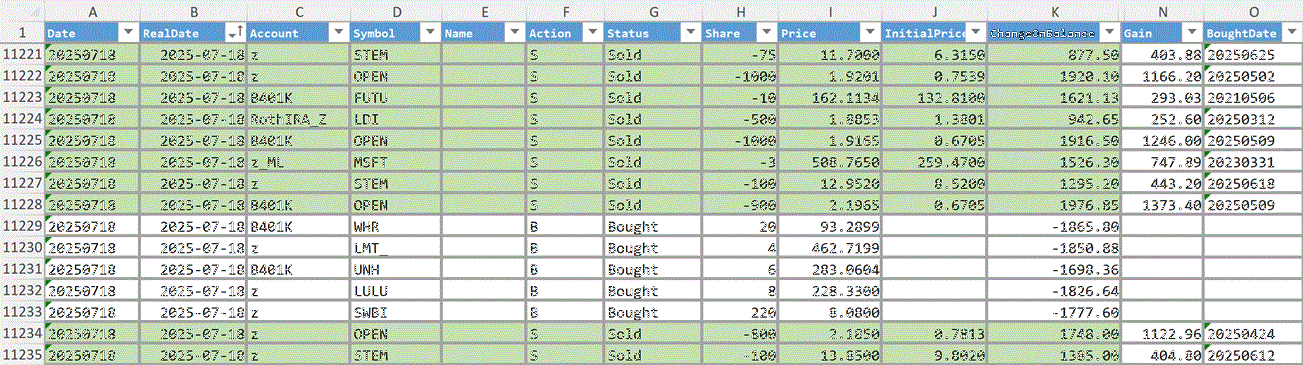 A B C D E F G H I J K N O
1 Date RealDate Account Symbol Name Action Status Share Price InitialPrice ChangeInBalance Gain BoughtDate
11221 20250718 2025-07-18 z STEM S Sold -75 11.7000 6.3150 877.50 403.88 20250625
11222 20250718 2025-07-18 z OPEN S Sold -1000 1.9201 0.7539 1920.10 1166.20 20250502
11223 20250718 2025-07-18 B401K FUTU S Sold -10 162.1134 132.8100 1621.13 293.03 20210506
11224 20250718 2025-07-18 RothIRA_Z LDI S Sold -500 1.8853 1.3801 942.65 252.60 20250312
11225 20250718 2025-07-18 B401K OPEN S Sold -1000 1.9165 0.6705 1916.50 1246.00 20250509
11226 20250718 2025-07-18 z_ML MSFT S Sold -3 508.7650 259.4700 1526.30 747.89 20230331
11227 20250718 2025-07-18 z STEM S Sold -100 12.9520 8.5200 1295.20 443.20 20250618
11228 20250718 2025-07-18 B401K OPEN S Sold -900 2.1965 0.6705 1976.85 1373.40 20250509
11229 20250718 2025-07-18 B401K WHR B Bought 20 93.2899 -1865.80
11230 20250718 2025-07-18 z LMT_ B Bought 4 462.7199 -1850.88
11231 20250718 2025-07-18 B401K UNH B Bought 6 283.0604 -1698.36
11232 20250718 2025-07-18 z LULU B Bought 8 228.3300 -1826.64
11233 20250718 2025-07-18 z SWBI B Bought 220 8.0800 -1777.60
11234 20250718 2025-07-18 z OPEN S Sold -800 2.1850 0.7813 1748.00 1122.96 20250424
11235 20250718 2025-07-18 z STEM S Sold -100 13.8500 9.8020 1385.00 404.80 20250612